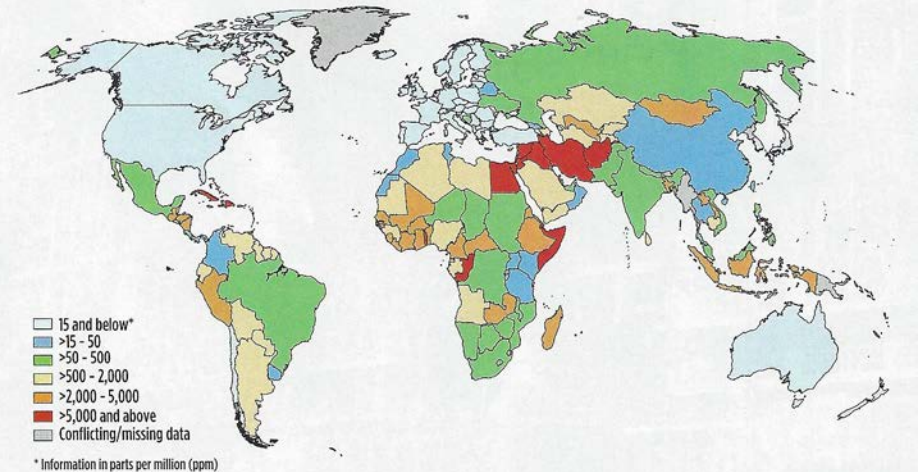 15 and below*
>15 - 50
>50 - 500
>500 - 2,000
>2,000 - 5,000
>5,000 and above
Conflicting/missing data
* Information in parts per million (ppm)